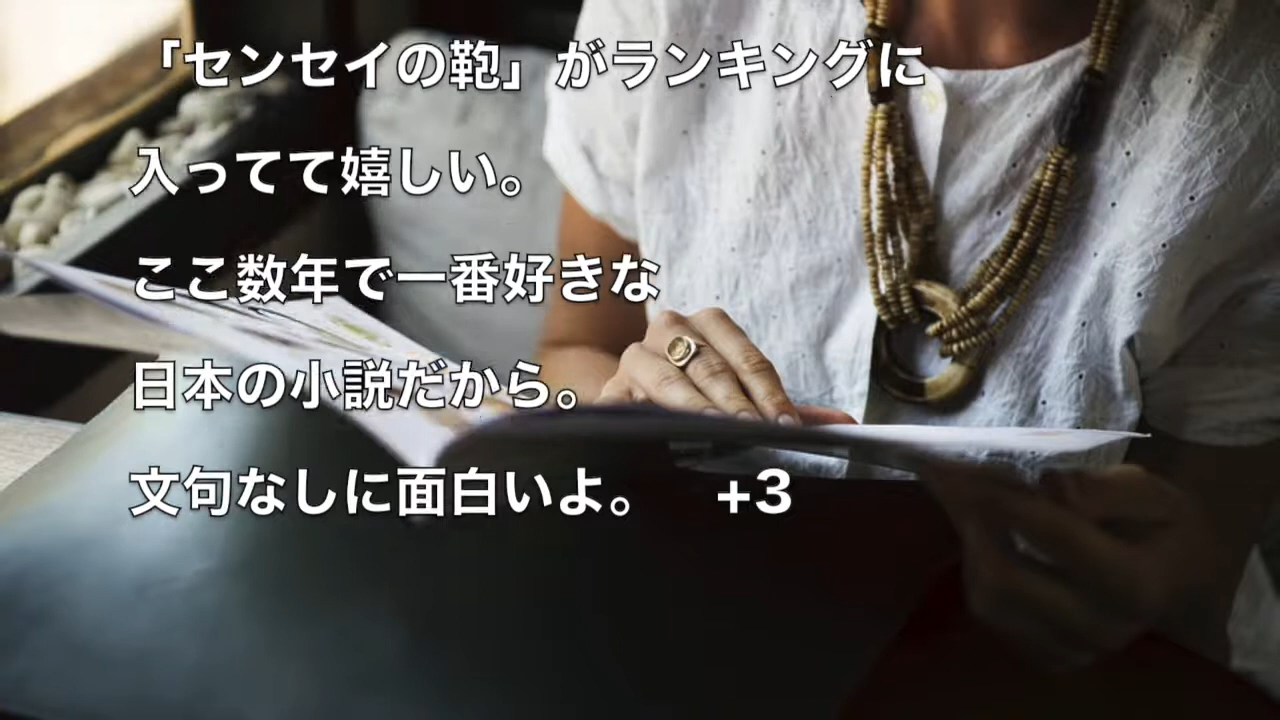 「センセイの鞄」がランキングに
入ってて嬉しい。
ここ数年で一番好きな
日本の小説だから。
文句なしに面白いよ。 +3